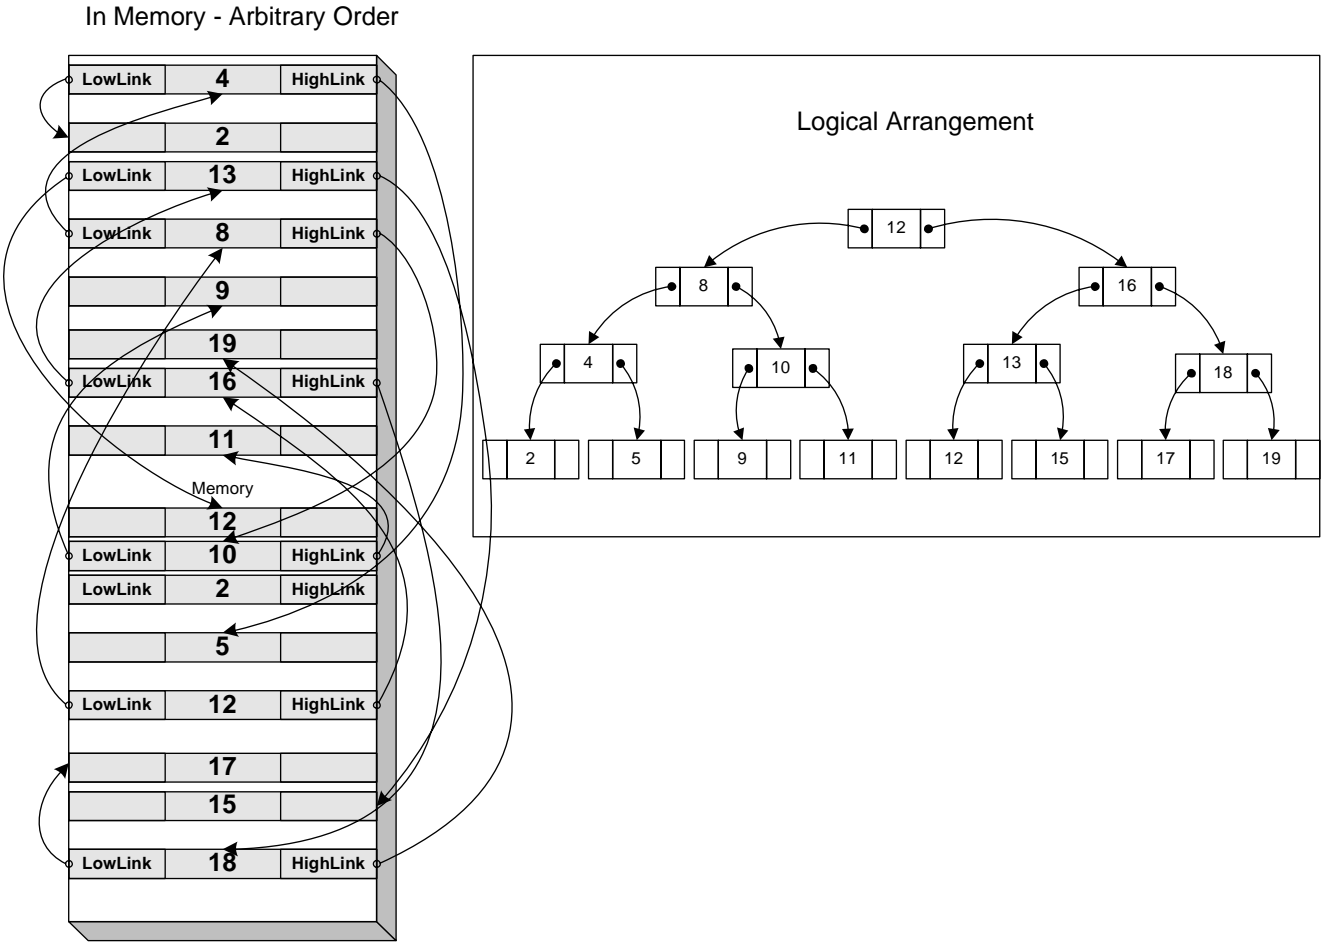 In Memory - Arbitrary Order
LowLink 4 HighLink
2
LowLink 13 HighLink
LowLink 8 HighLink
9
19
LowLink 16 HighLink
11
Memory
12
LowLink 10 HighLink
LowLink 2 HighLink
5
LowLink 12 HighLink
17
15
LowLink 18 HighLink
Logical Arrangement
12
8 16
4 10 13 18
2 5 9 11 12 15 17 19